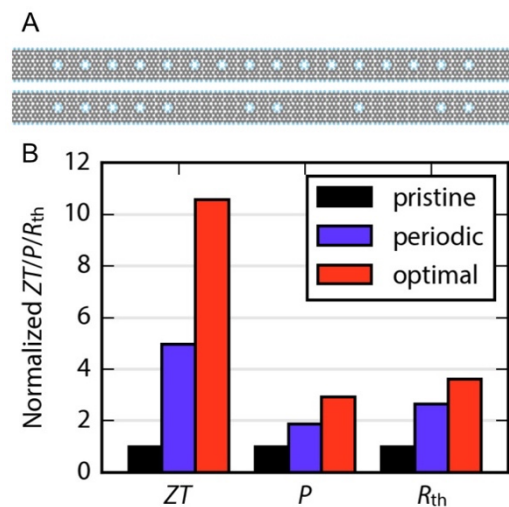 A
B
Normalized ZT/P/Rth
12
10
8
6
4
2
0
pristine
periodic
optimal
ZT
P
Rth